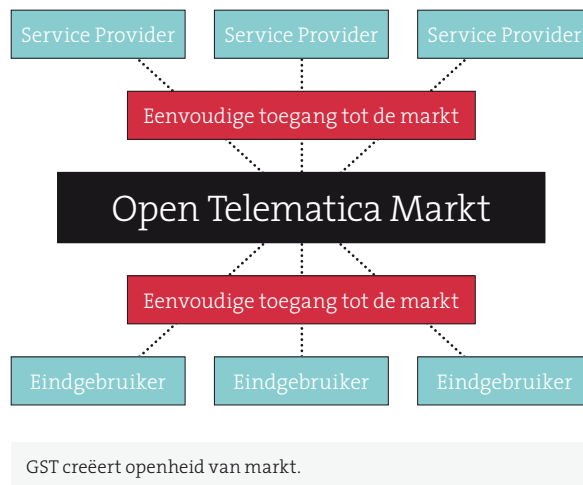 Service Provider Service Provider Service Provider
Eenvoudige toegang tot de markt
Open Telematica Markt
Eenvoudige toegang tot de markt
Eindgebruiker Eindgebruiker Eindgebruiker
GST creëert openheid van markt.